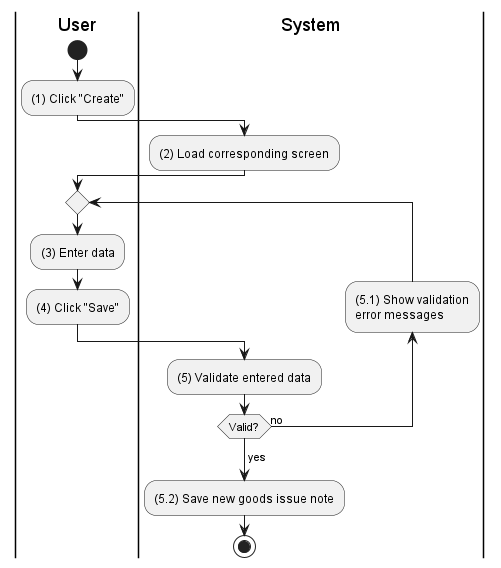 User
System
(1) Click "Create"
(2) Load corresponding screen
(3) Enter data
(4) Click "Save"
(5.1) Show validation
error messages
(5) Validate entered data
Valid?
no
yes
(5.2) Save new goods issue note